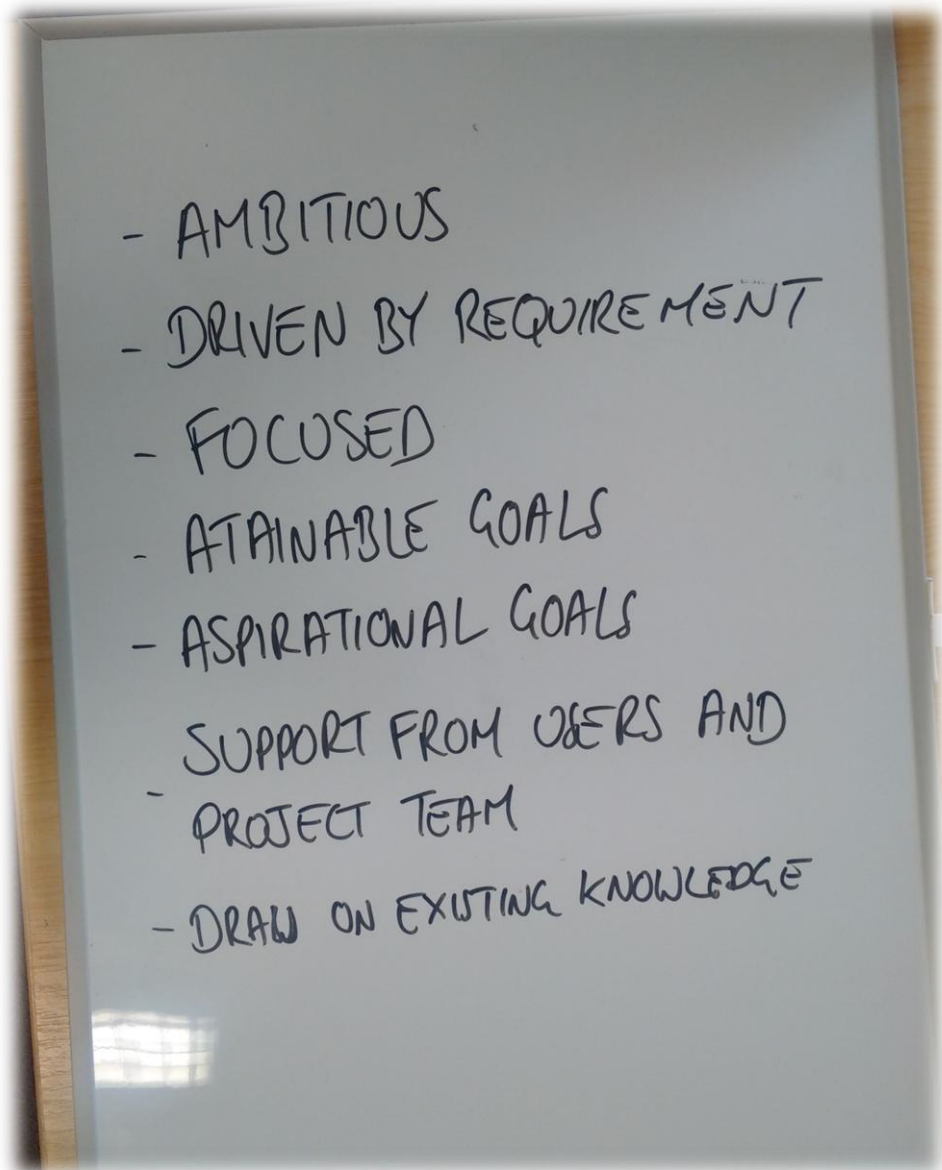 - AMBITIOUS
- DRIVEN BY REQUIREMENT
- FOCUSED
- ATAINABLE GOALS
- ASPIRATIONAL GOALS
- SUPPORT FROM USERS AND
PROJECT TEAM
- DRAW ON EXISTING KNOWLEDGE